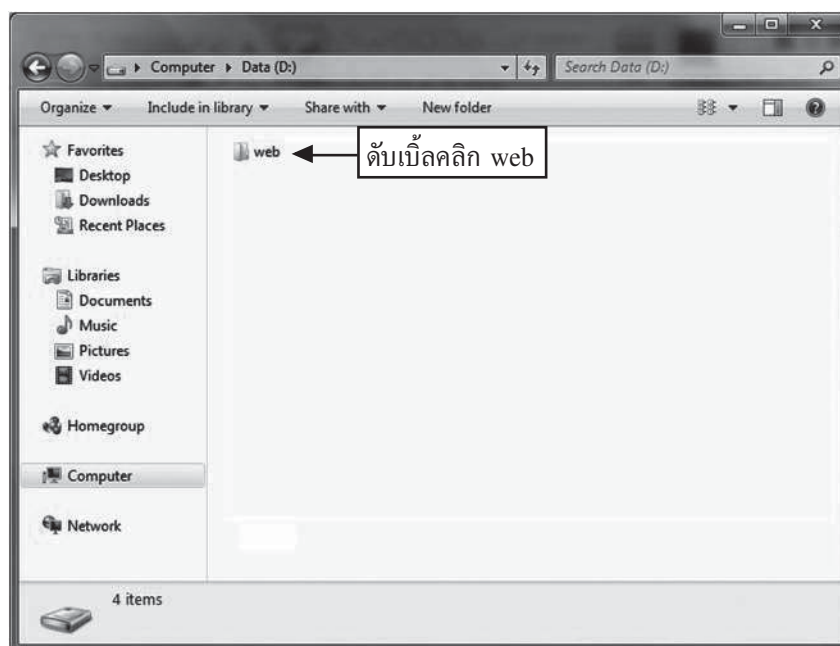 Computer ▸ Data (D:)
Search Data (D:)
Organize
Include in library
Share with
New folder
Favorites
Desktop
Downloads
Recent Places
Libraries
Documents
Music
Pictures
Videos
Homegroup
Computer
Network
web
ดับเบิ้ลคลิก web
4 items